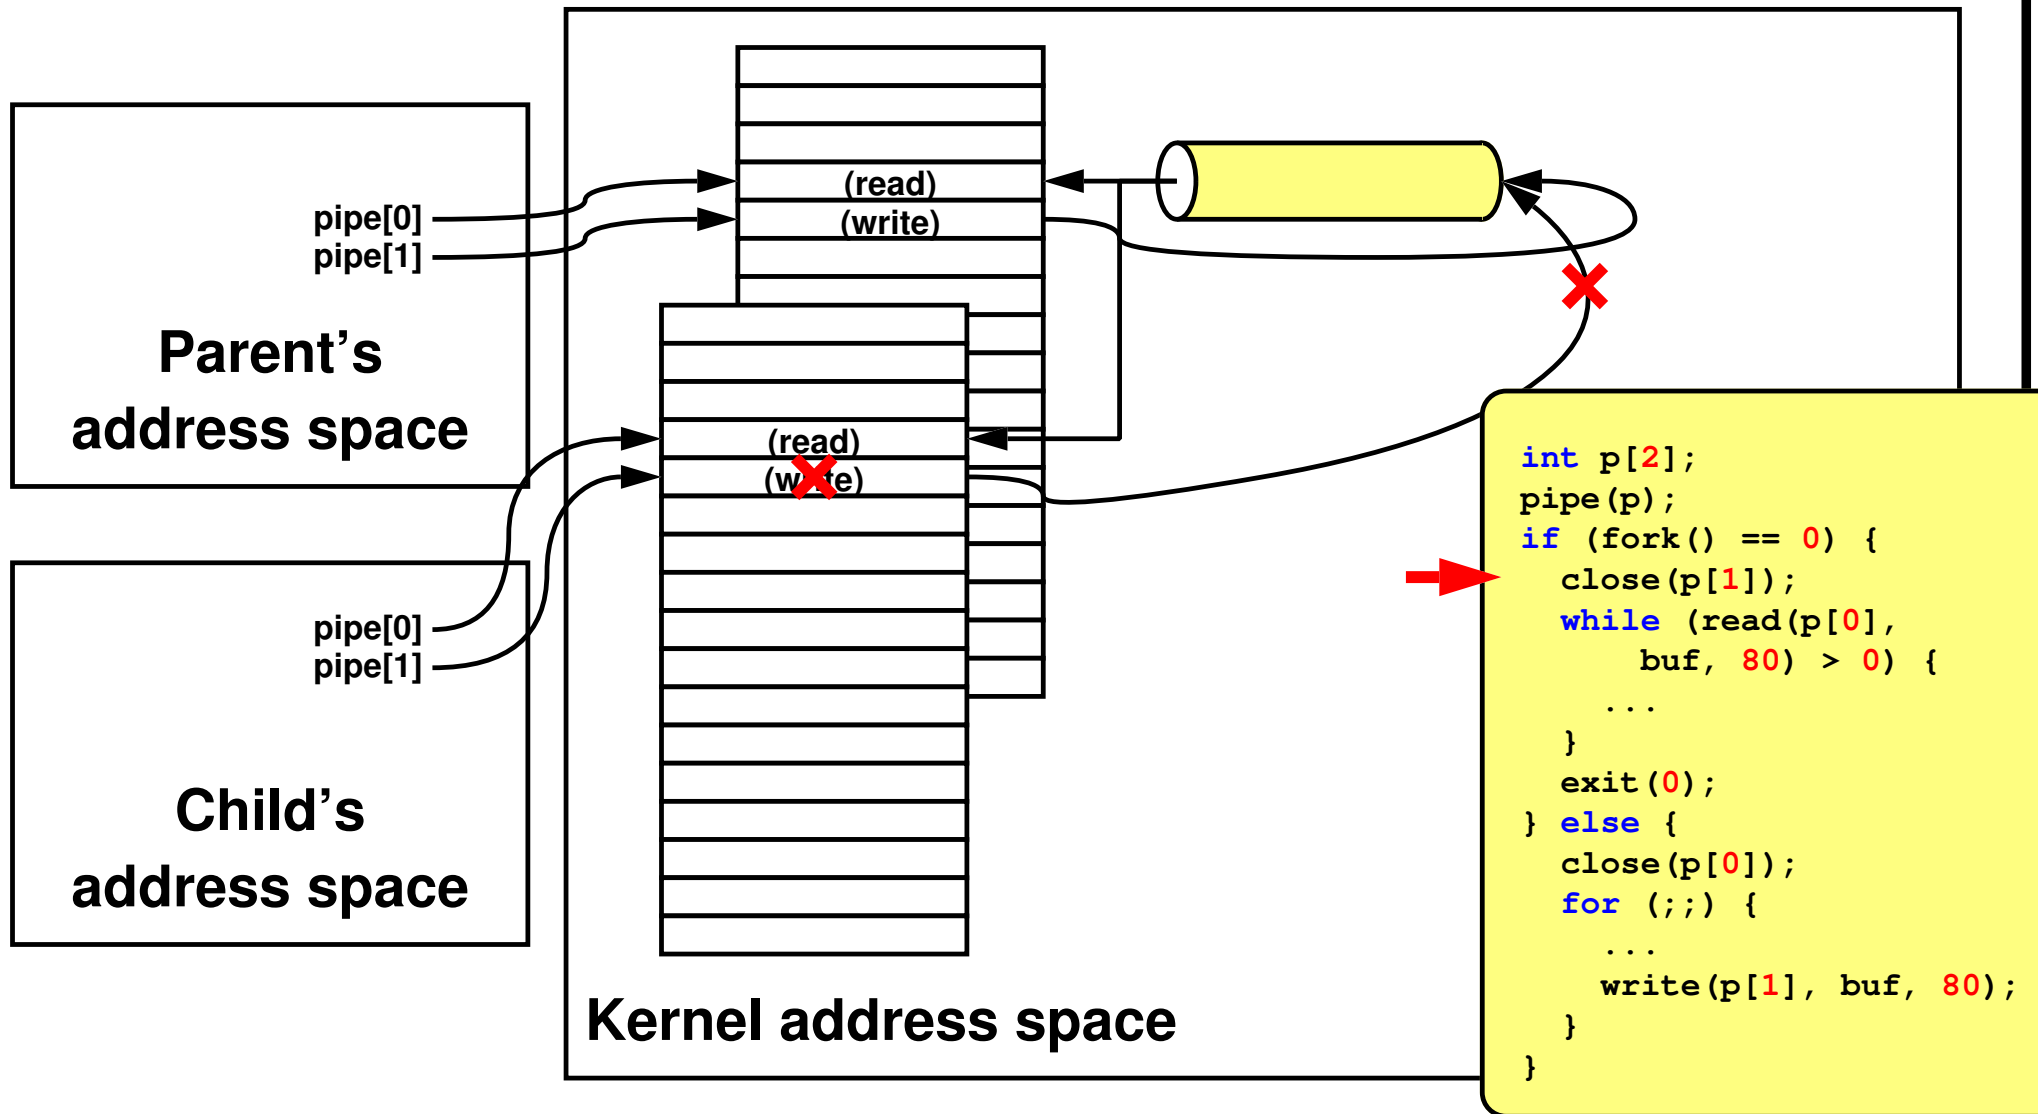 (read)
(write)
pipe[0]
pipe[1]
Parent's
address space
(read)
(write)
pipe[0]
pipe[1]
Child's
address space
Kernel address space
int p[2];
pipe(p);
if (fork() == 0) {
  close(p[1]);
  while (read(p[0],
      buf, 80) > 0) {
    ...
  }
  exit(0);
} else {
  close(p[0]);
  for (;;) {
    ...
    write(p[1], buf, 80);
  }
}